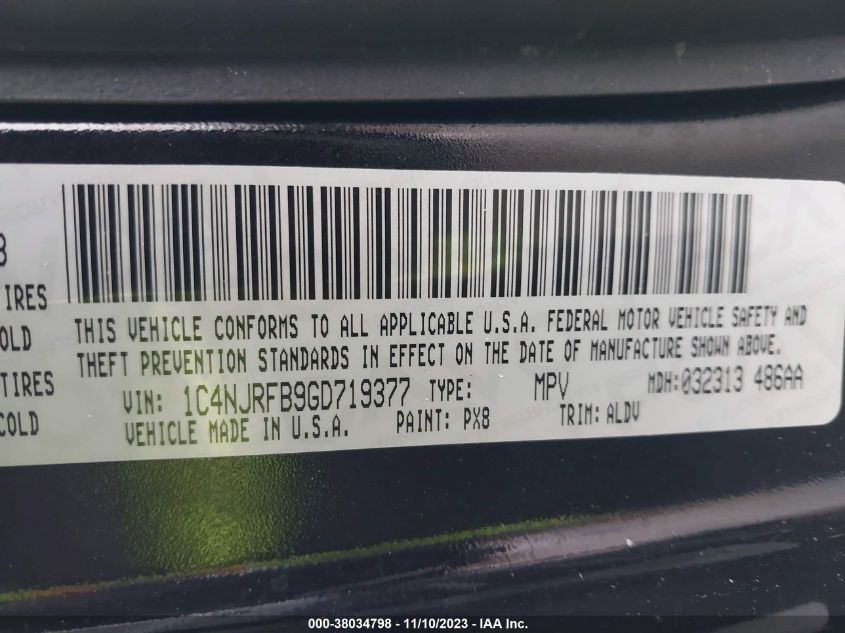 8
TIRES
THIS VEHICLE CONFORMS TO ALL APPLICABLE U.S.A. FEDERAL MOTOR VEHICLE SAFETY AND
OLD
THEFT PREVENTION STANDARDS IN EFFECT ON THE DATE OF MANUFACTURE SHOWN ABOVE.
TIRES
VIN: 1C4NJRFB9GD719377 TYPE: MPV MDH:032313 486AA
COLD
VEHICLE MADE IN U.S.A. PAINT: PX8 TRIM: ALDV
000-38034798 - 11/10/2023 - IAA Inc.